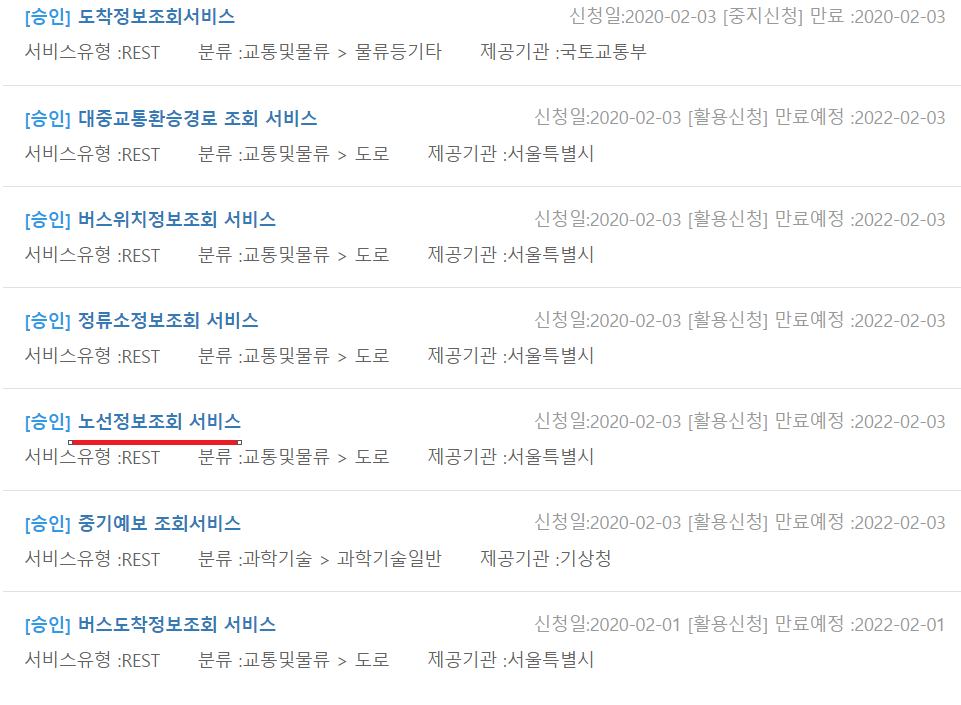 [승인] 도착정보조회서비스 신청일:2020-02-03 [중지신청] 만료 :2020-02-03
서비스유형 :REST 분류 :교통및물류 > 물류등기타 제공기관 :국토교통부
[승인] 대중교통환승경로 조회 서비스 신청일:2020-02-03 [활용신청] 만료예정 :2022-02-03
서비스유형 :REST 분류 :교통및물류 > 도로 제공기관 :서울특별시
[승인] 버스위치정보조회 서비스 신청일:2020-02-03 [활용신청] 만료예정 :2022-02-03
서비스유형 :REST 분류 :교통및물류 > 도로 제공기관 :서울특별시
[승인] 정류소정보조회 서비스 신청일:2020-02-03 [활용신청] 만료예정 :2022-02-03
서비스유형 :REST 분류 :교통및물류 > 도로 제공기관 :서울특별시
[승인] 노선정보조회 서비스 신청일:2020-02-03 [활용신청] 만료예정 :2022-02-03
서비스유형 :REST 분류 :교통및물류 > 도로 제공기관 :서울특별시
[승인] 중기예보 조회서비스 신청일:2020-02-03 [활용신청] 만료예정 :2022-02-03
서비스유형 :REST 분류 :과학기술 > 과학기술일반 제공기관 :기상청
[승인] 버스도착정보조회 서비스 신청일:2020-02-01 [활용신청] 만료예정 :2022-02-01
서비스유형 :REST 분류 :교통및물류 > 도로 제공기관 :서울특별시